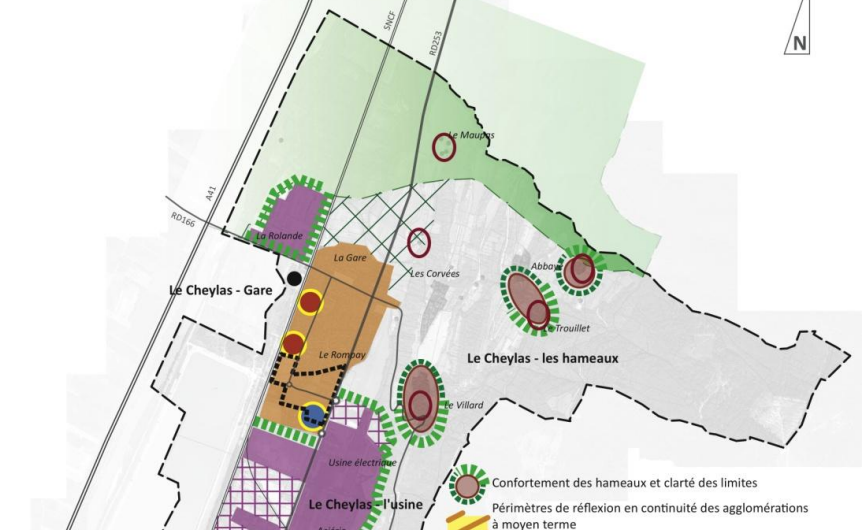 SNCF
RD253
N
Le Maupas
A41
RD166
La Rolande
La Gare
Les Corvées
Le Cheylas - Gare
Le Trouillet
Le Rompay
Le Cheylas - les hameaux
Le Villard
Usine électrique
Confortement des hameaux et clarté des limites
Le Cheylas - l'usine
Périmètres de réflexion en continuité des agglomérations
à moyen terme